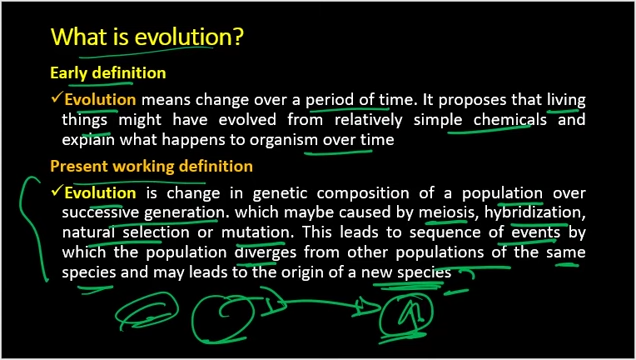 What is evolution?
Early definition
✓Evolution means change over a period of time. It proposes that living
things might have evolved from relatively simple chemicals and
explain what happens to organism over time
Present working definition
✓Evolution is change in genetic composition of a population over
successive generation. which maybe caused by meiosis, hybridization,
natural selection or mutation. This leads to sequence of events by
which the population diverges from other populations of the same
species and may leads to the origin of a new species